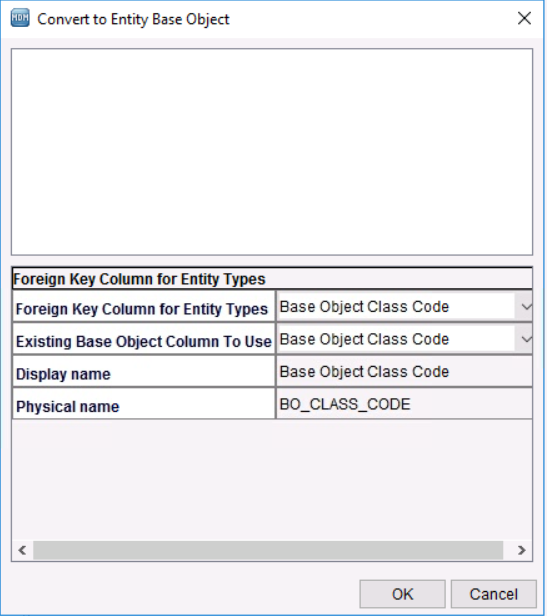 MDM Convert to Entity Base Object
Foreign Key Column for Entity Types
Foreign Key Column for Entity Types Base Object Class Code
Existing Base Object Column To Use Base Object Class Code
Display name Base Object Class Code
Physical name BO_CLASS_CODE
OK Cancel